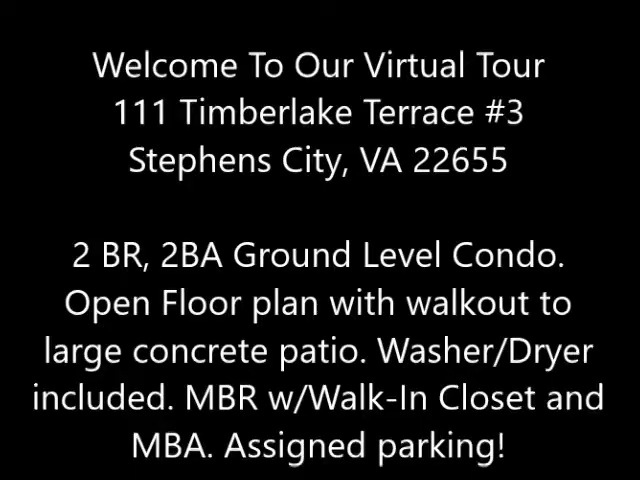 Welcome To Our Virtual Tour
111 Timberlake Terrace #3
Stephens City, VA 22655
2 BR, 2BA Ground Level Condo.
Open Floor plan with walkout to
large concrete patio. Washer/Dryer
included. MBR w/Walk-In Closet and
MBA. Assigned parking!